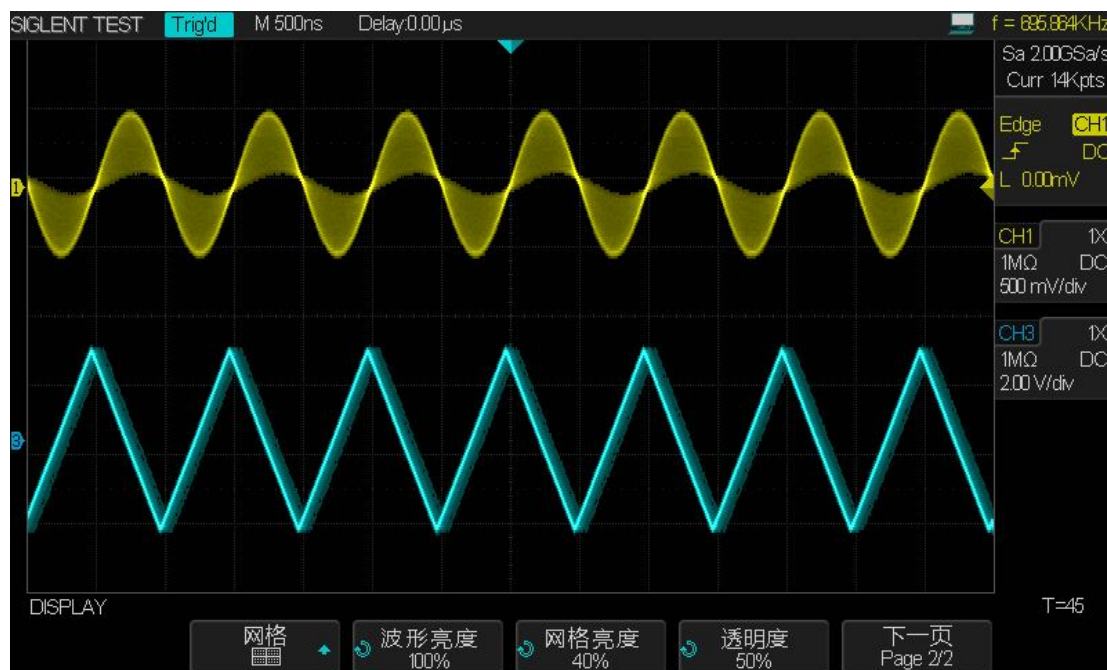 SIGLENT TEST Trig'd M 500ns Delay:0.00µs f = 695.864KHz
Sa 2.00GSa/s
Curr 14Kpts
Edge CH1
DC
L 0.00mV
1
CH1 1X
1MΩ DC
500 mV/div
CH3 1X
1MΩ DC
2.00 V/div
3
DISPLAY T=45
网格
波形亮度
100%
网格亮度
40%
透明度
50%
下一页
Page 2/2